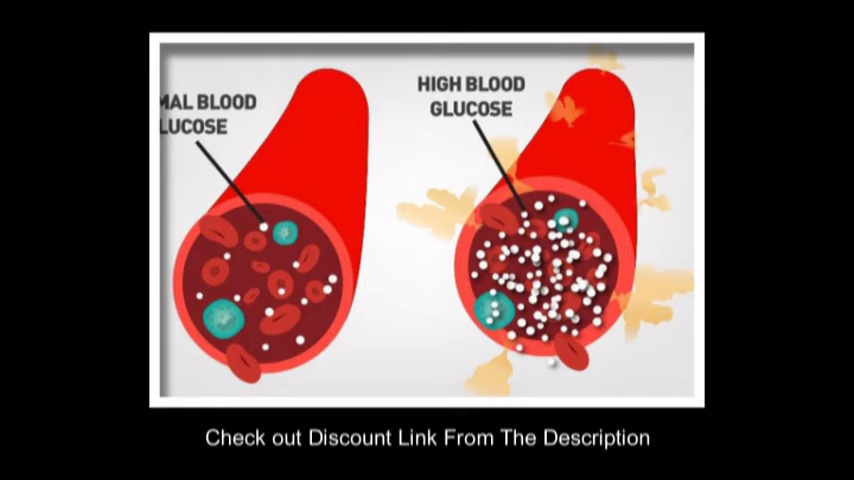 MAL BLOOD
LUCOSE
HIGH BLOOD
GLUCOSE
Check out Discount Link From The Description